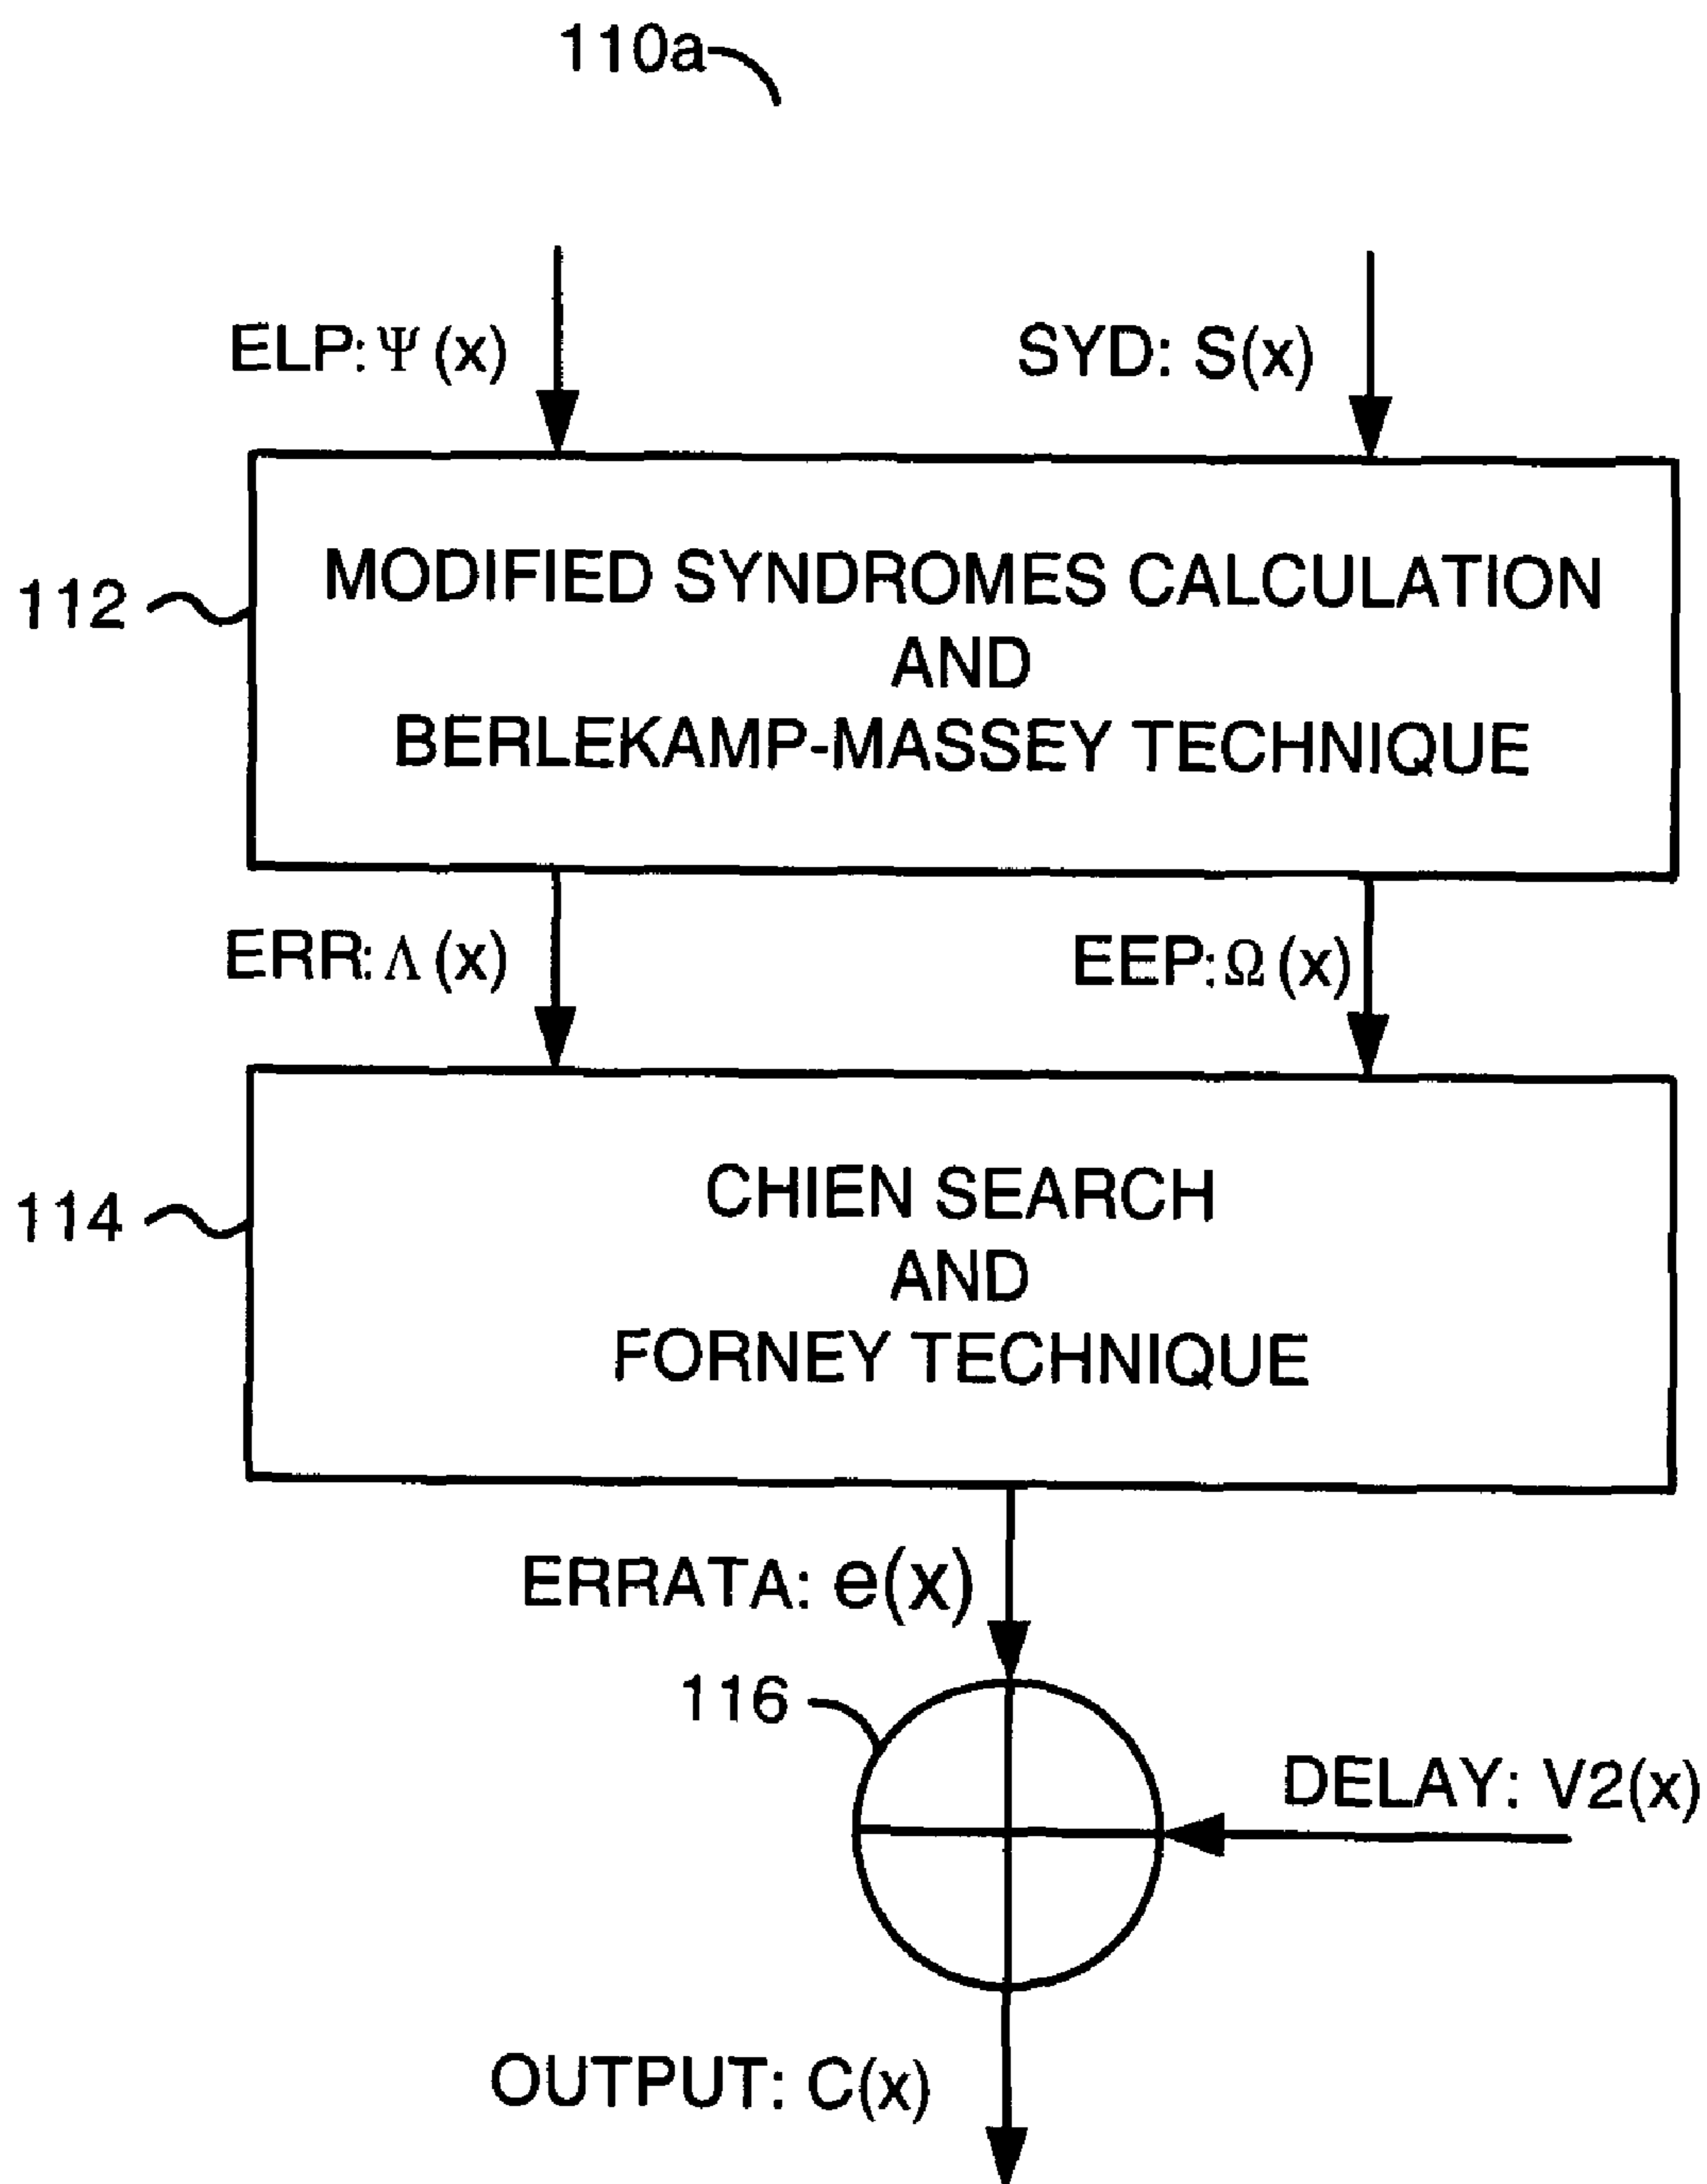 110a
ELP: Ψ(x)
SYD: S(x)
112
MODIFIED SYNDROMES CALCULATION
AND
BERLEKAMP-MASSEY TECHNIQUE
ERR: Λ(x)
EEP: Ω(x)
114
CHIEN SEARCH
AND
FORNEY TECHNIQUE
ERRATA: e(x)
116
DELAY: V2(x)
OUTPUT: C(x)